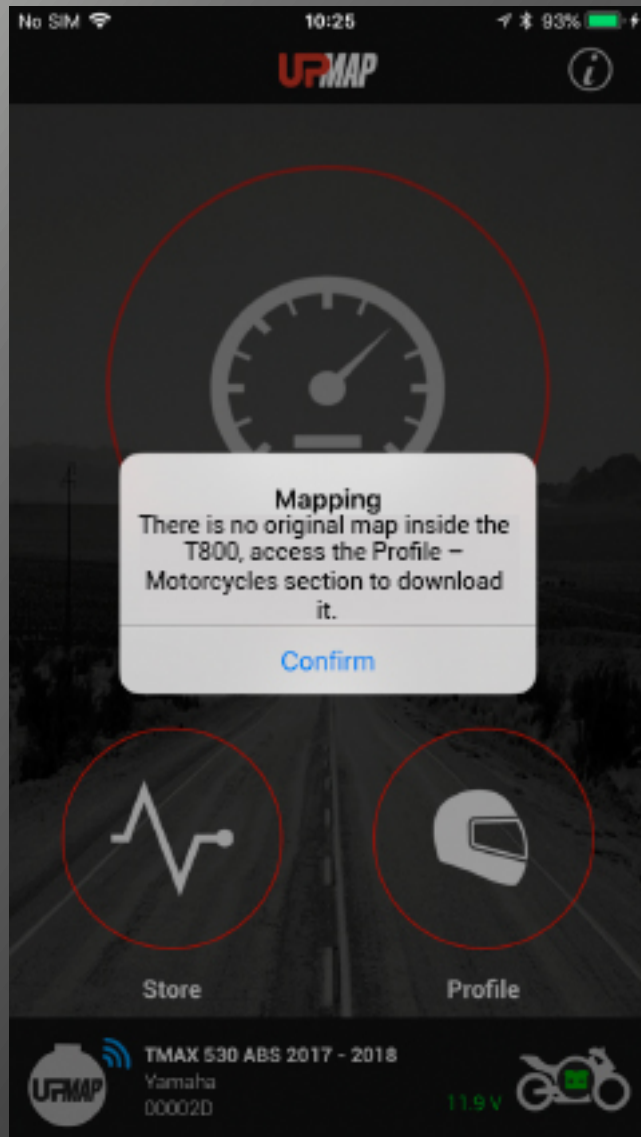 No SIM 10:25 93%
UPMAP
Mapping
There is no original map inside the
T800, access the Profile –
Motorcycles section to download
it.
Confirm
Store Profile
UPMAP
TMAX 530 ABS 2017 - 2018
Yamaha
00002D
11.9 V